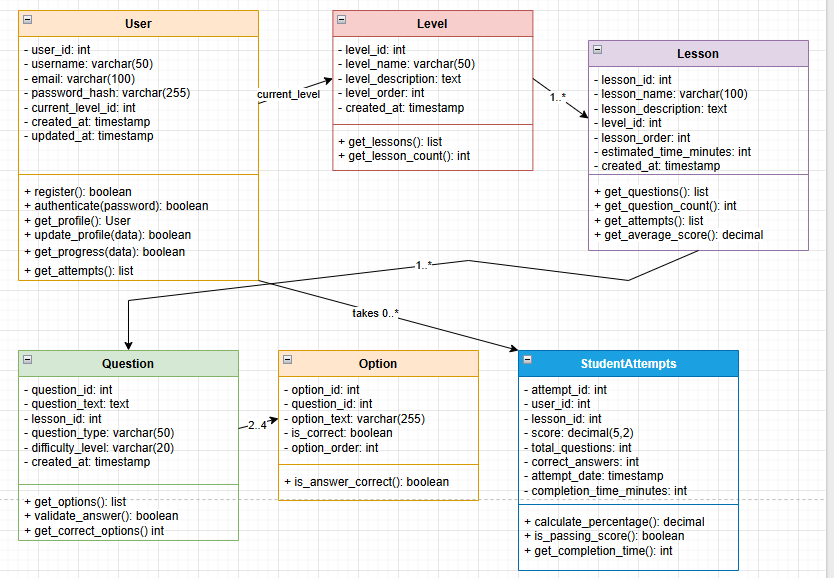 User
- user_id: int
- username: varchar(50)
- email: varchar(100)
- password_hash: varchar(255)
- current_level_id: int
- created_at: timestamp
- updated_at: timestamp
+ register(): boolean
+ authenticate(password): boolean
+ get_profile(): User
+ update_profile(data): boolean
+ get_progress(data): boolean
+ get_attempts(): list
current_level
Level
- level_id: int
- level_name: varchar(50)
- level_description: text
- level_order: int
- created_at: timestamp
+ get_lessons(): list
+ get_lesson_count(): int
1..*
Lesson
- lesson_id: int
- lesson_name: varchar(100)
- lesson_description: text
- level_id: int
- lesson_order: int
- estimated_time_minutes: int
- created_at: timestamp
+ get_questions(): list
+ get_question_count(): int
+ get_attempts(): list
+ get_average_score(): decimal
1..*
takes 0..*
Question
- question_id: int
- question_text: text
- lesson_id: int
- question_type: varchar(50)
- difficulty_level: varchar(20)
- created_at: timestamp
+ get_options(): list
+ validate_answer(): boolean
+ get_correct_options() int
2..4
Option
- option_id: int
- question_id: int
- option_text: varchar(255)
- is_correct: boolean
- option_order: int
+ is_answer_correct(): boolean
StudentAttempts
- attempt_id: int
- user_id: int
- lesson_id: int
- score: decimal(5,2)
- total_questions: int
- correct_answers: int
- attempt_date: timestamp
- completion_time_minutes: int
+ calculate_percentage(): decimal
+ is_passing_score(): boolean
+ get_completion_time(): int